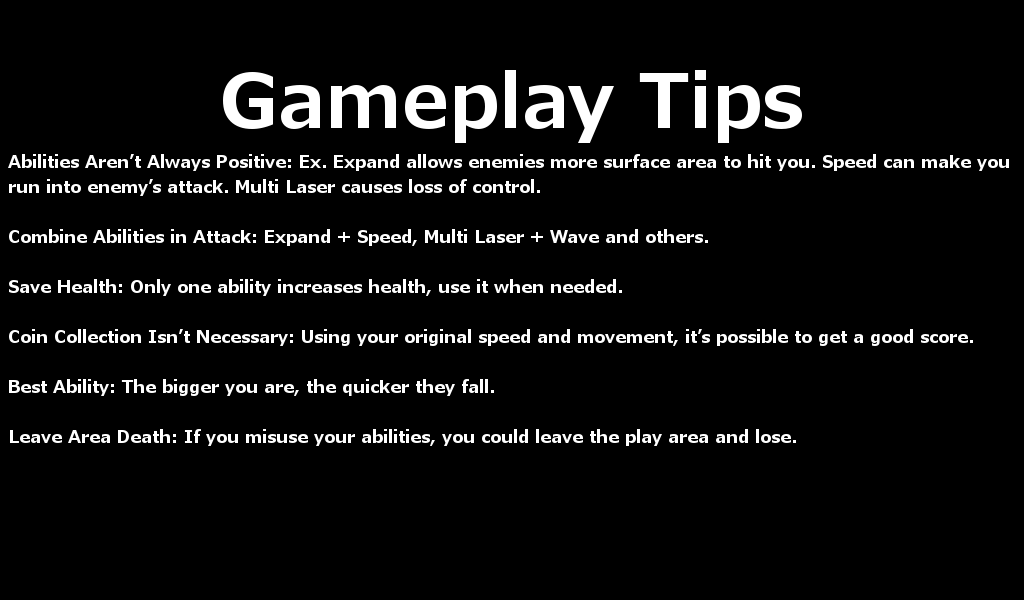 Gameplay Tips
Abilities Aren’t Always Positive: Ex. Expand allows enemies more surface area to hit you. Speed can make you
run into enemy’s attack. Multi Laser causes loss of control.
Combine Abilities in Attack: Expand + Speed, Multi Laser + Wave and others.
Save Health: Only one ability increases health, use it when needed.
Coin Collection Isn’t Necessary: Using your original speed and movement, it’s possible to get a good score.
Best Ability: The bigger you are, the quicker they fall.
Leave Area Death: If you misuse your abilities, you could leave the play area and lose.